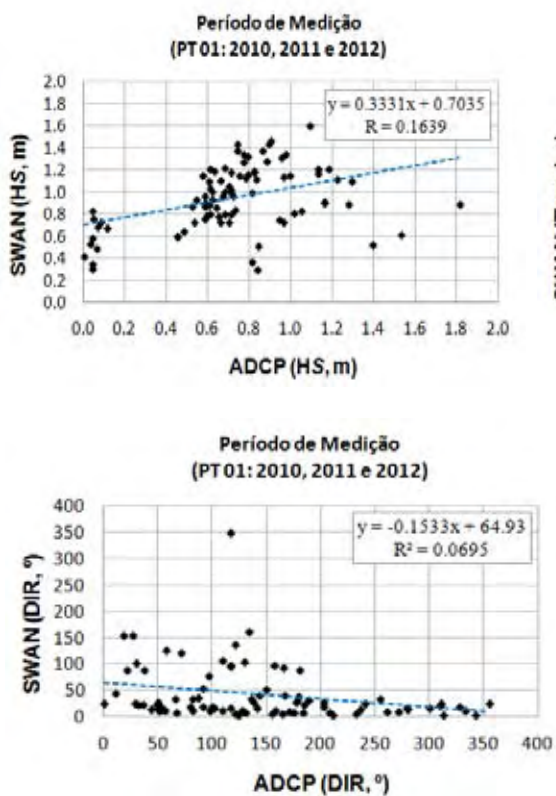 Período de Medição
(PT 01: 2010, 2011 e 2012)
2.0
1.8
1.6
1.4
1.2
1.0
0.8
0.6
0.4
0.2
0.0
SWAN (HS, m)
y = 0.3331x + 0.7035
R = 0.1639
0.0 0.2 0.4 0.6 0.8 1.0 1.2 1.4 1.6 1.8 2.0
ADCP (HS, m)
Período de Medição
(PT 01: 2010, 2011 e 2012)
400
350
300
250
200
150
100
50
0
SWAN (DIR, º)
y = -0.1533x + 64.93
R² = 0.0695
0 50 100 150 200 250 300 350 400
ADCP (DIR, º)